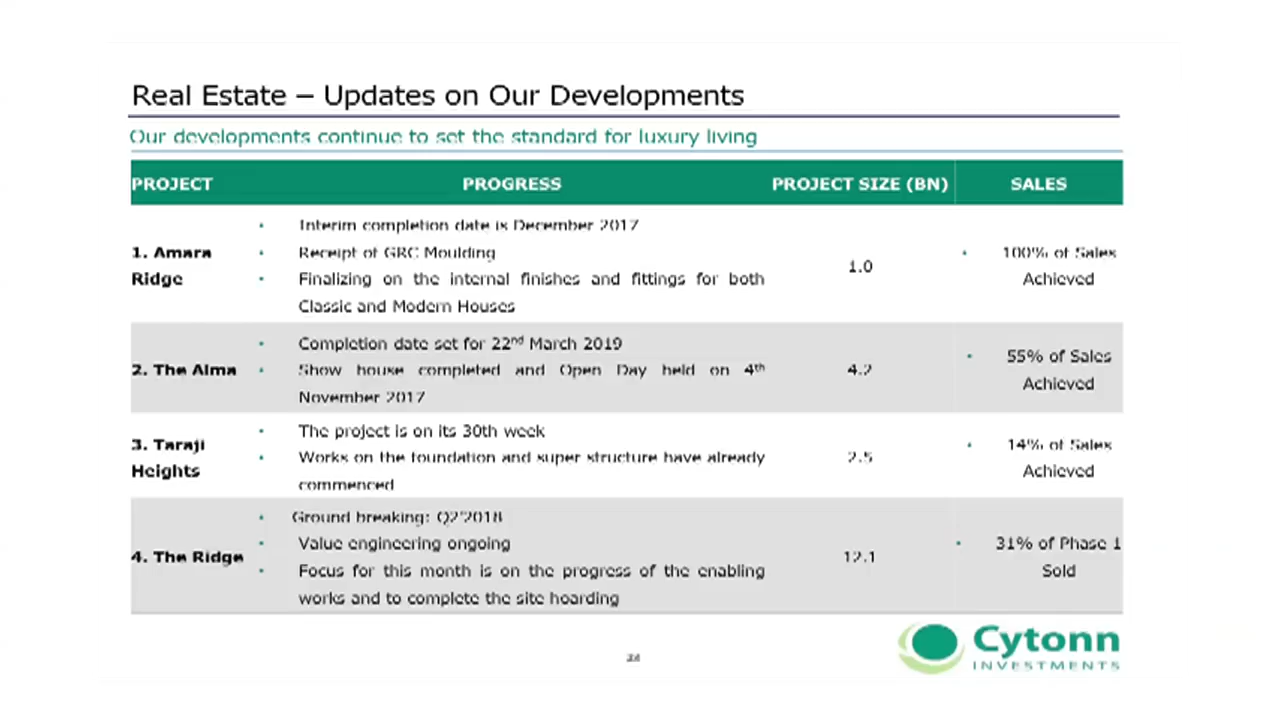 Real Estate – Updates on Our Developments
Our developments continue to set the standard for luxury living
PROJECT PROGRESS PROJECT SIZE (BN) SALES
1. Amara Ridge
• Interim completion date is December 2017
• Receipt of GRC Moulding
• Finalizing on the internal finishes and fittings for both
Classic and Modern Houses
1.0
• 100% of Sales
Achieved
2. The Alma
• Completion date set for 22nd March 2019
• Show house completed and Open Day held on 4th
November 2017
4.2
• 55% of Sales
Achieved
3. Taraji
Heights
• The project is on its 30th week
• Works on the foundation and super structure have already
commenced
2.5
• 14% of Sales
Achieved
4. The Ridge
• Ground breaking: Q2'2018
• Value engineering ongoing
• Focus for this month is on the progress of the enabling
works and to complete the site hoarding
12.1
• 31% of Phase 1
Sold
Cytonn
INVESTMENTS